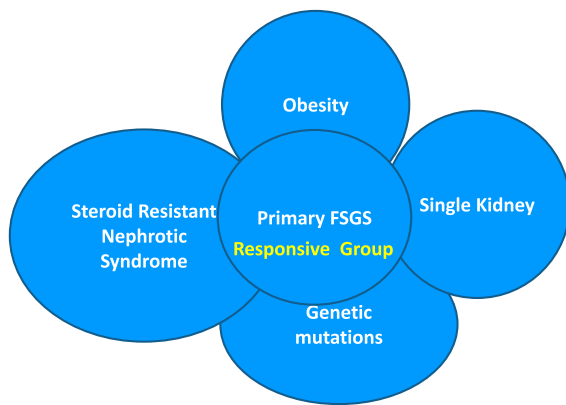 Obesity
Steroid Resistant
Nephrotic
Syndrome
Primary FSGS
Responsive Group
Single Kidney
Genetic
mutations